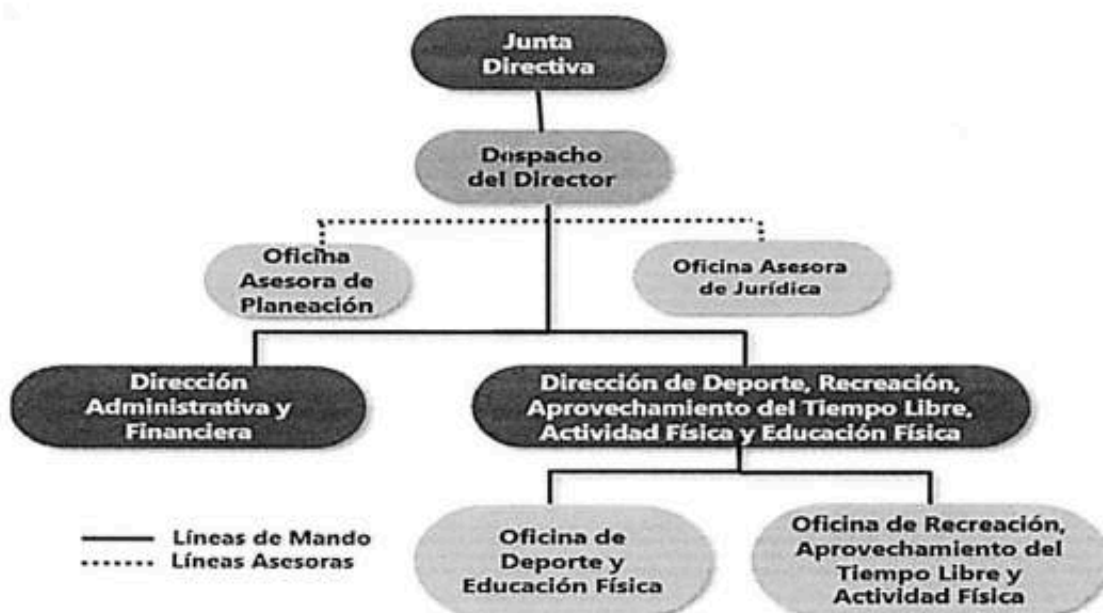 Junta
Directiva
Despacho
del Director
Oficina
Asesora de
Planeación
Oficina Asesora
de Jurídica
Dirección
Administrativa y
Financiera
Dirección de Deporte, Recreación,
Aprovechamiento del Tiempo Libre,
Actividad Física y Educación Física
Líneas de Mando
Líneas Asesoras
Oficina de
Deporte y
Educación Física
Oficina de Recreación,
Aprovechamiento del
Tiempo Libre y
Actividad Física